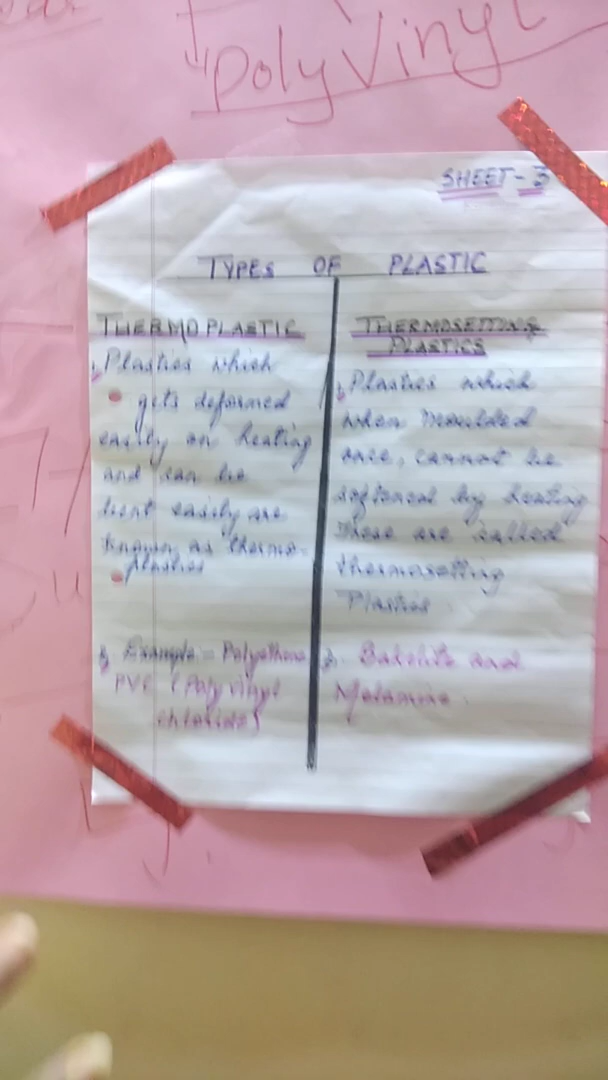 "Poly Vinyl
SHEET-3
TYPES OF PLASTIC
THERMOPLASTIC
Plastics which
gets deformed
easily on heating
and can be
bent easily are
known as thermo-
plastics
Example - Polythene
PVC (Poly vinyl
chloride)
THERMOSETTING
PLASTICS
Plastics which
when moulded
once, cannot be
softened by heating
These are called
thermosetting
Plastics
Bakelite and
Melamine